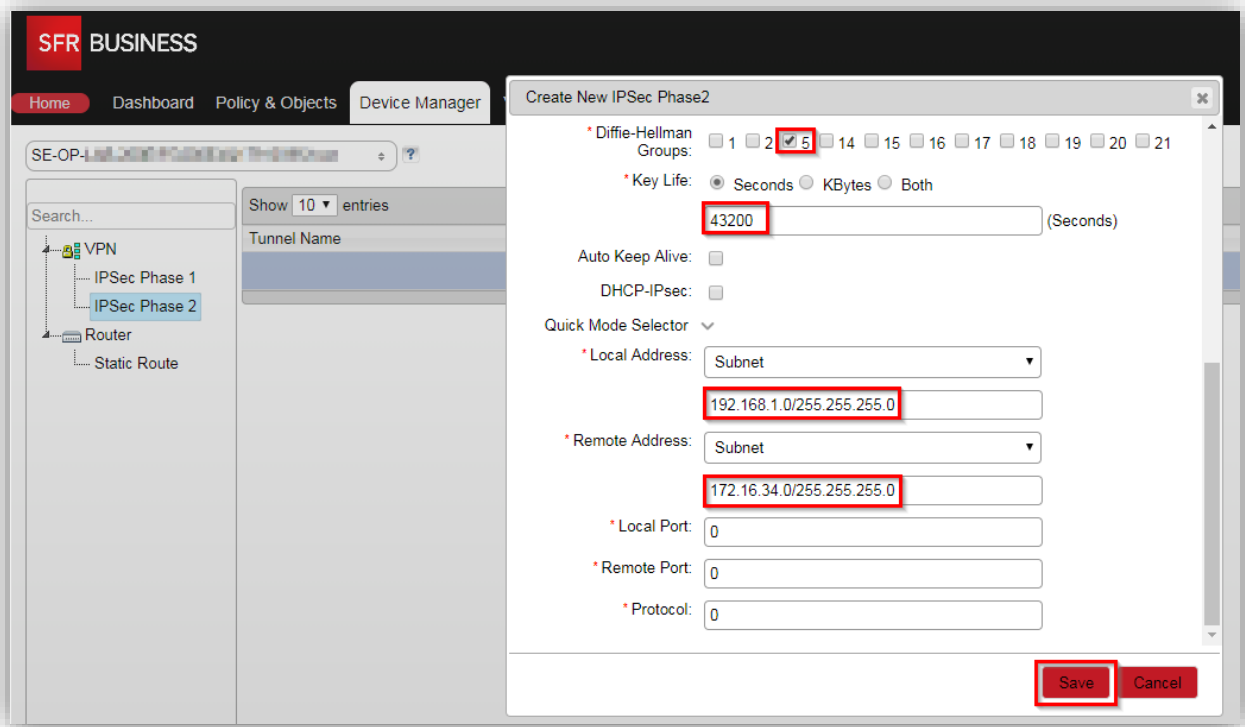 SFR BUSINESS
Home Dashboard Policy & Objects Device Manager
SE-OP-
?
Search...
VPN
IPSec Phase 1
IPSec Phase 2
Router
Static Route
Show 10 entries
Tunnel Name
Create New IPSec Phase2
* Diffie-Hellman Groups: 1 2 5 14 15 16 17 18 19 20 21
* Key Life: Seconds KBytes Both
43200 (Seconds)
Auto Keep Alive:
DHCP-IPsec:
Quick Mode Selector
* Local Address: Subnet
192.168.1.0/255.255.255.0
* Remote Address: Subnet
172.16.34.0/255.255.255.0
* Local Port: 0
* Remote Port: 0
* Protocol: 0
Save Cancel